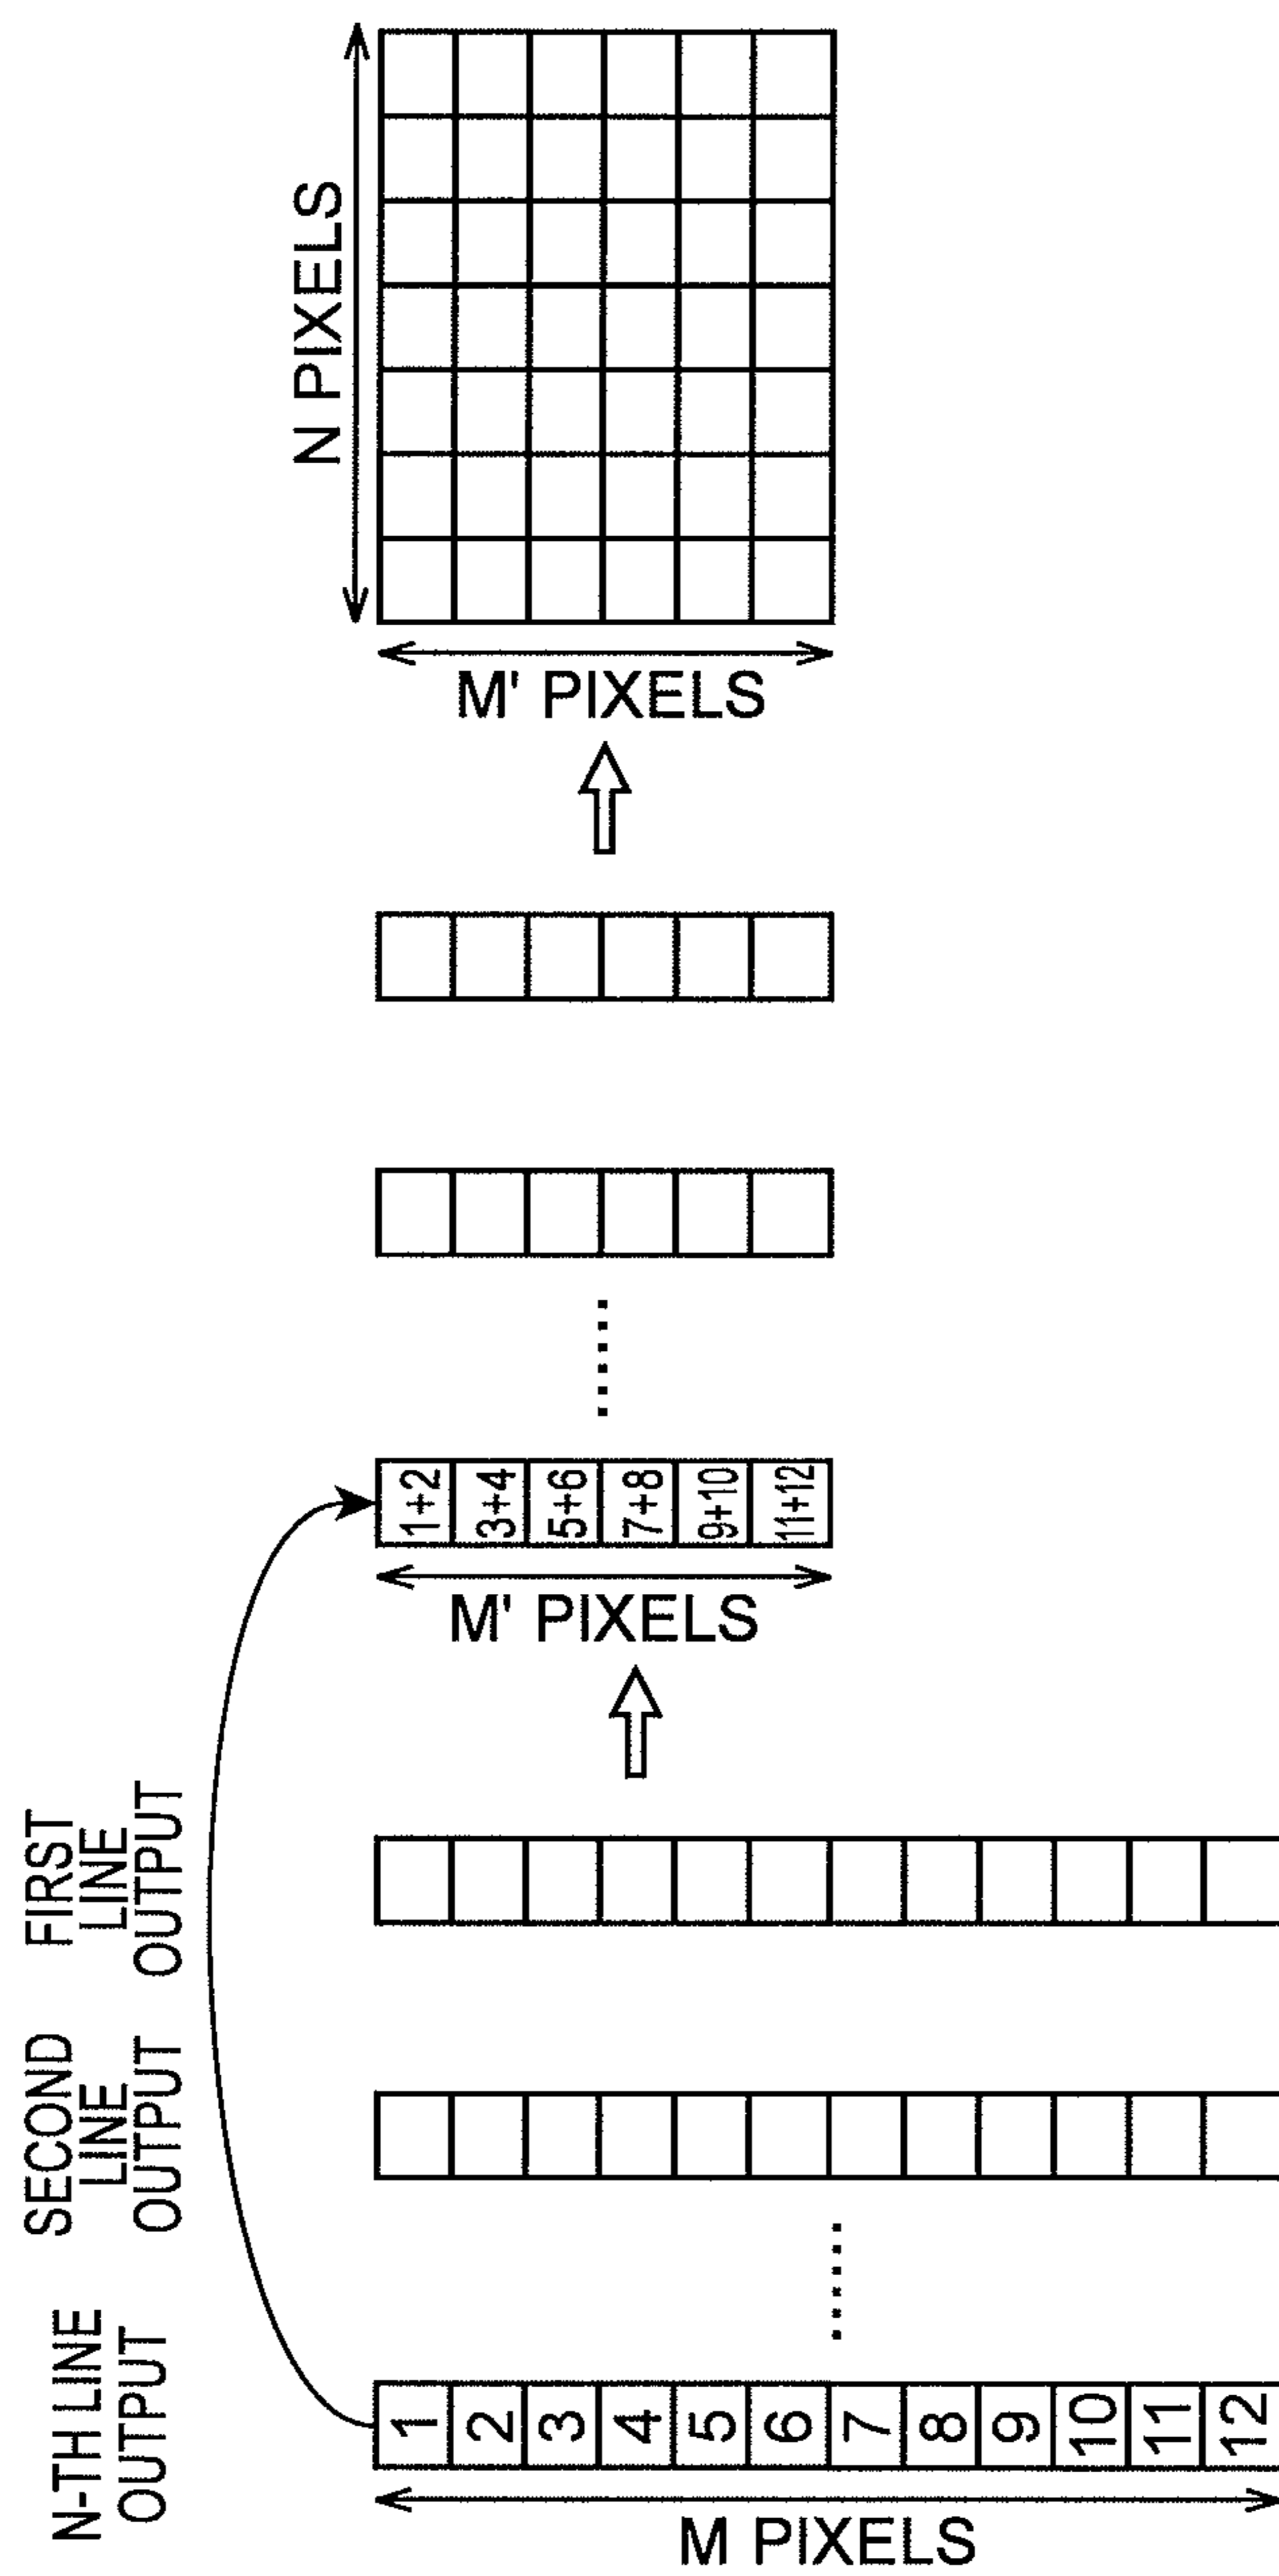 N-TH LINE
OUTPUT
SECOND
LINE
OUTPUT
FIRST
LINE
OUTPUT
M PIXELS
1
2
3
4
5
6
7
8
9
10
11
12
M' PIXELS
1+2
3+4
5+6
7+8
9+10
11+12
M' PIXELS
N PIXELS